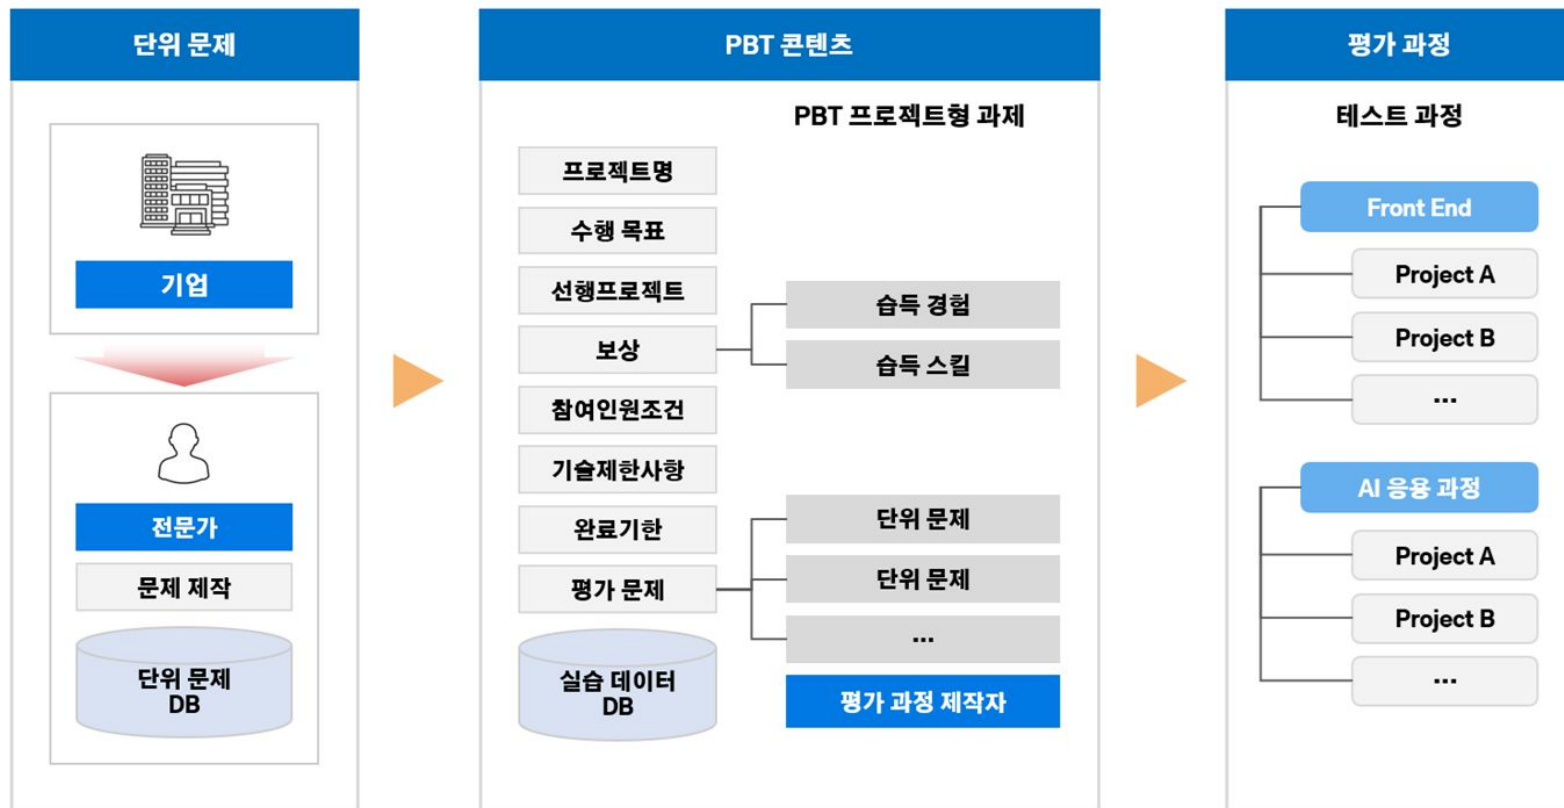 단위 문제
기업
전문가
문제 제작
단위 문제
DB
PBT 콘텐츠
PBT 프로젝트형 과제
프로젝트명
수행 목표
선행프로젝트
보상
습득 경험
습득 스킬
참여인원조건
기술제한사항
완료기한
평가 문제
단위 문제
단위 문제
...
실습 데이터
DB
평가 과정 제작자
평가 과정
테스트 과정
Front End
Project A
Project B
...
AI 응용 과정
Project A
Project B
...